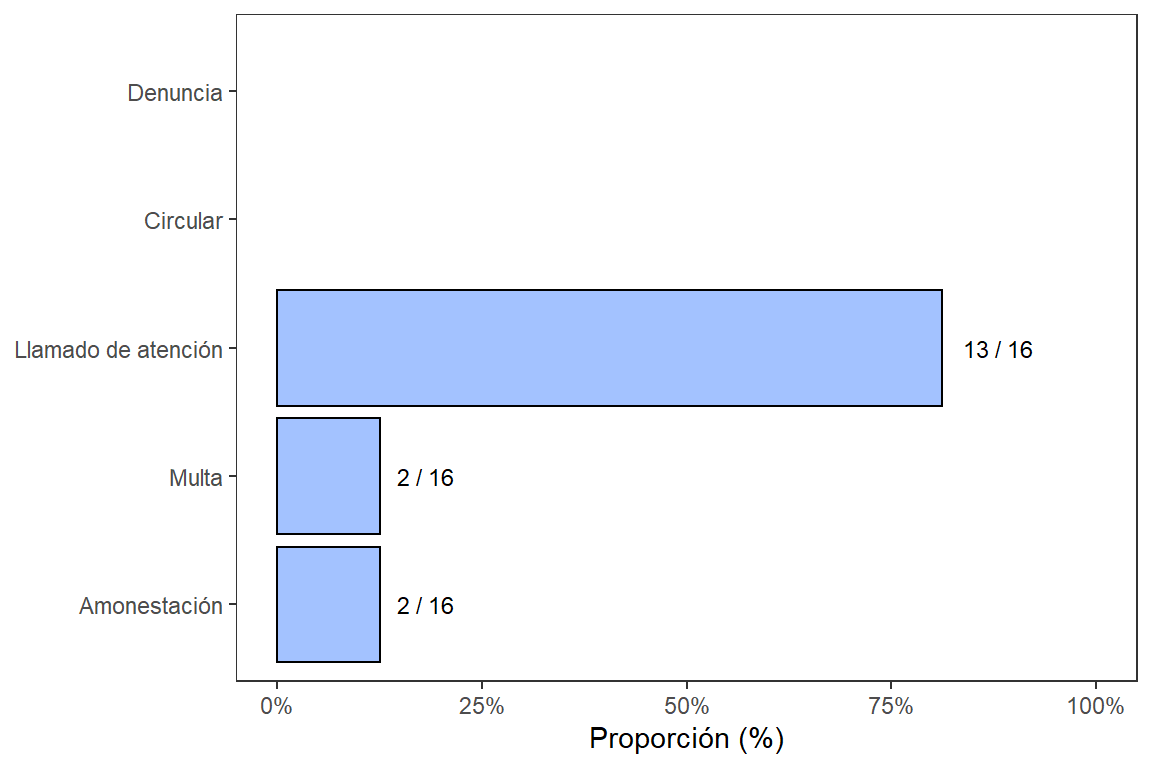 Denuncia
Circular
Llamado de atención
13 / 16
Multa
2 / 16
Amonestación
2 / 16
0%
25%
50%
75%
100%
Proporción (%)